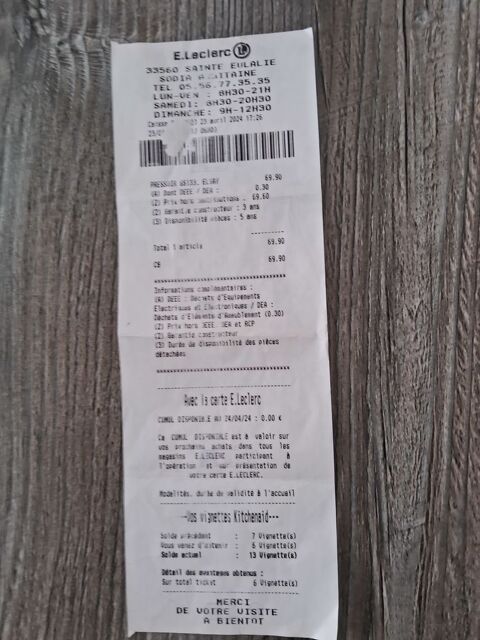 E.Leclerc L
33560 SAINTE EULALIE
SODIA AQUITAINE
TEL 05.56.77.35.35
LUN-VEN : 8H30-21H
SAMEDI: 8H30-20H30
DIMANCHE: 9H-12H30
Caisse 23 avril 2024 17:26
PRESSOIR 69.90
(A) Dont DEEE / DEA : 0.30
(2) Prix hors contributions : 69.60
(2) Garantie constructeur : 3 ans
(3) Disponibilité pièces : 5 ans
----------
Total 1 article 69.90
CB 69.90
Informations complémentaires :
(A) DEEE : Déchets d'Equipements
Electriques et Electroniques / DEA :
Déchets d'Eléments d'Ameublement (0.30)
(2) Prix hors DEEE, DEA et RCP
(2) Garantie constructeur
(3) Durée de disponibilité des pièces
détachées
Avec la carte E.Leclerc
CUMUL DISPONIBLE AU 24/04/24 : 0.00 €
Ce CUMUL DISPONIBLE est à valoir sur
vos prochains achats dans tous les
magasins E.LECLERC participant à
l'opération et sur présentation de
votre carte E.LECLERC.
Modalités, durée de validité à l'accueil
---Vos vignettes Kitchenaid---
Solde précédent : 7 Vignette(s)
Vous venez d'obtenir : 6 Vignette(s)
Solde actuel : 13 Vignette(s)
Détail des avantages obtenus :
Sur total ticket 6 Vignette(s)
MERCI
DE VOTRE VISITE
A BIENTOT